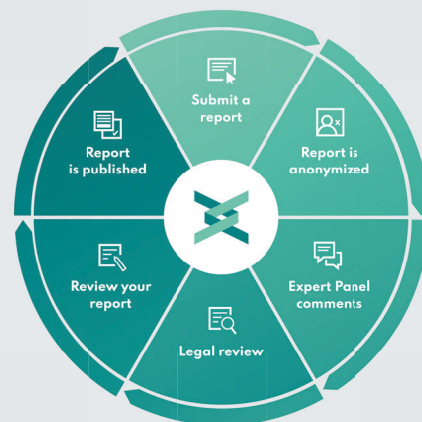 Submit a
report
Report is
anonymized
Expert Panel
comments
Legal review
Review your
report
Report
is published